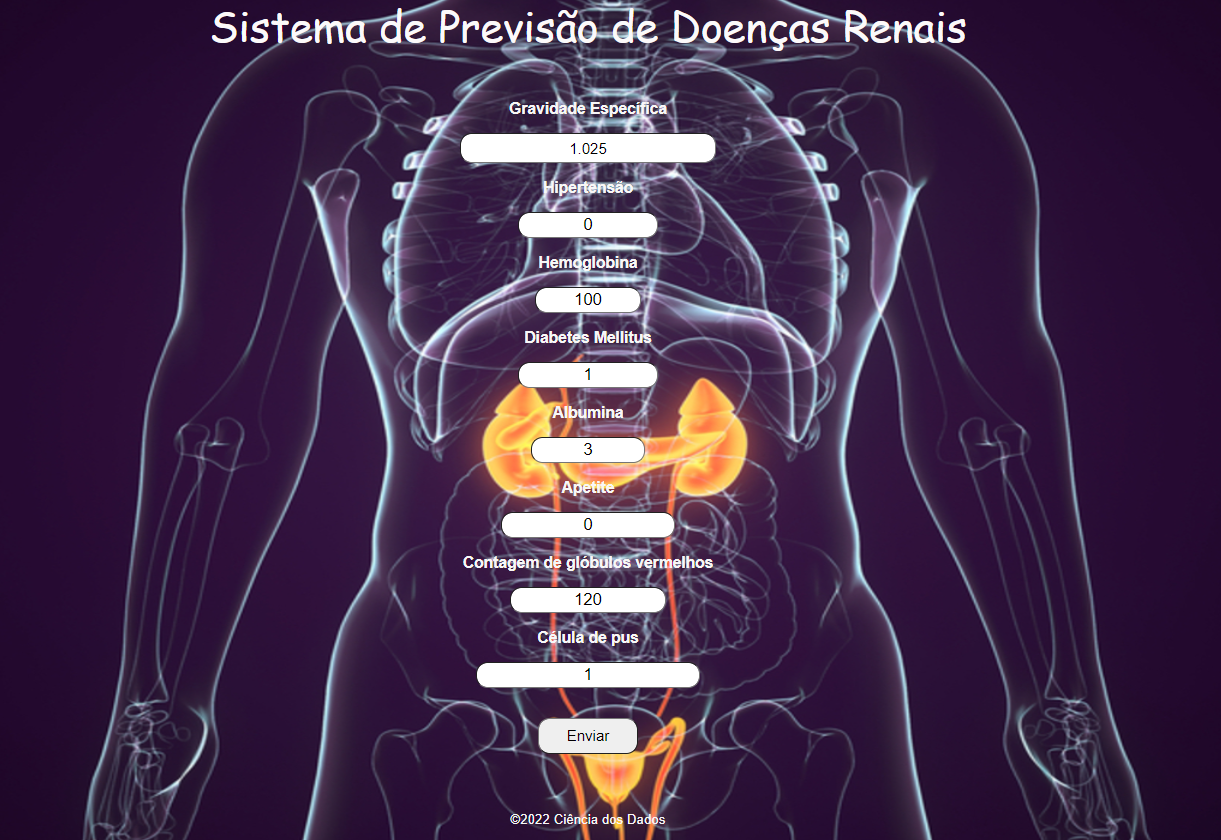 Sistema de Previsão de Doenças Renais
Gravidade Específica
1.025
Hipertensão
0
Hemoglobina
100
Diabetes Mellitus
1
Albumina
3
Apetite
0
Contagem de glóbulos vermelhos
120
Célula de pus
1
Enviar
©2022 Ciência dos Dados